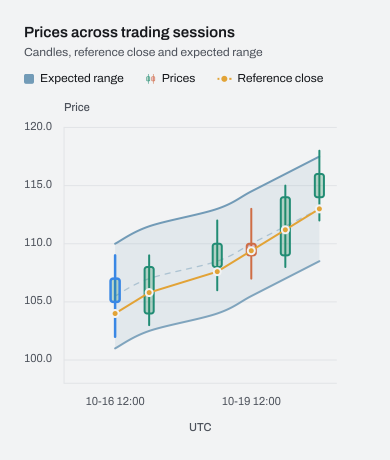 Prices across trading sessions
Candles, reference close and expected range
Expected range Prices Reference close
Price
120.0
115.0
110.0
105.0
100.0
10-16 12:00 10-19 12:00
UTC